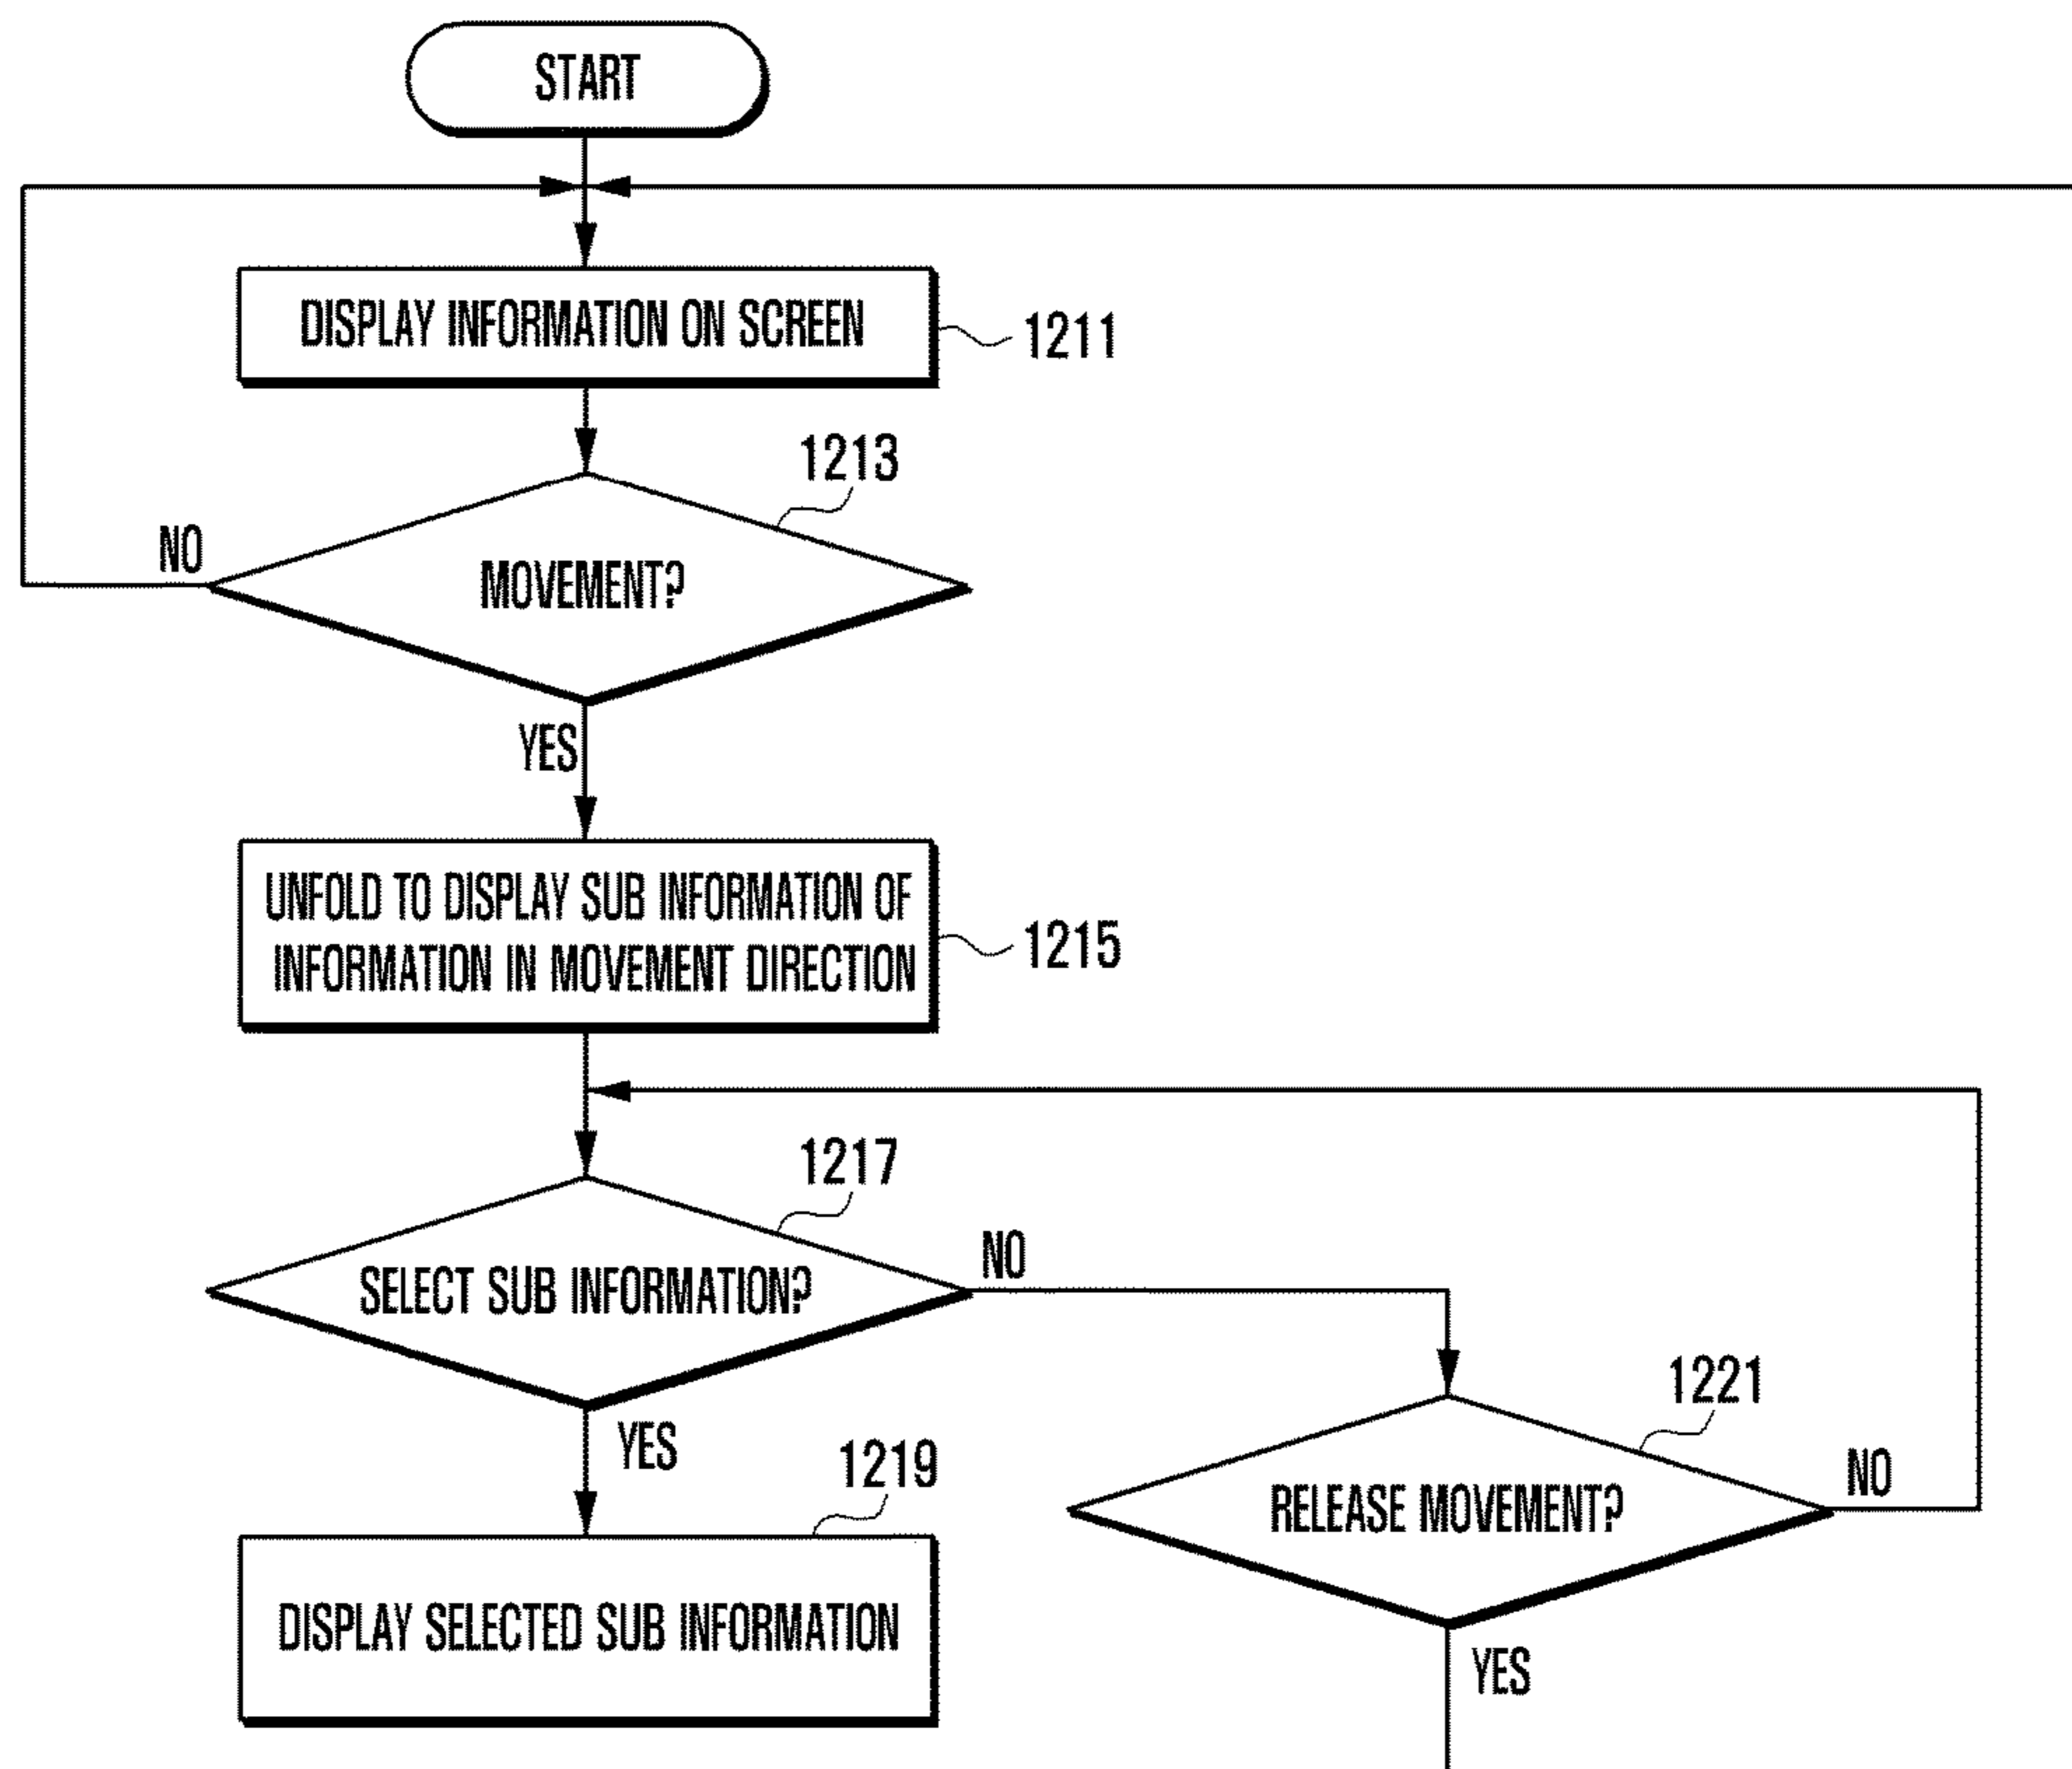 START
DISPLAY INFORMATION ON SCREEN
1211
1213
NO
MOVEMENT?
YES
UNFOLD TO DISPLAY SUB INFORMATION OF
INFORMATION IN MOVEMENT DIRECTION
1215
1217
SELECT SUB INFORMATION?
NO
YES
1221
RELEASE MOVEMENT?
NO
1219
DISPLAY SELECTED SUB INFORMATION
YES